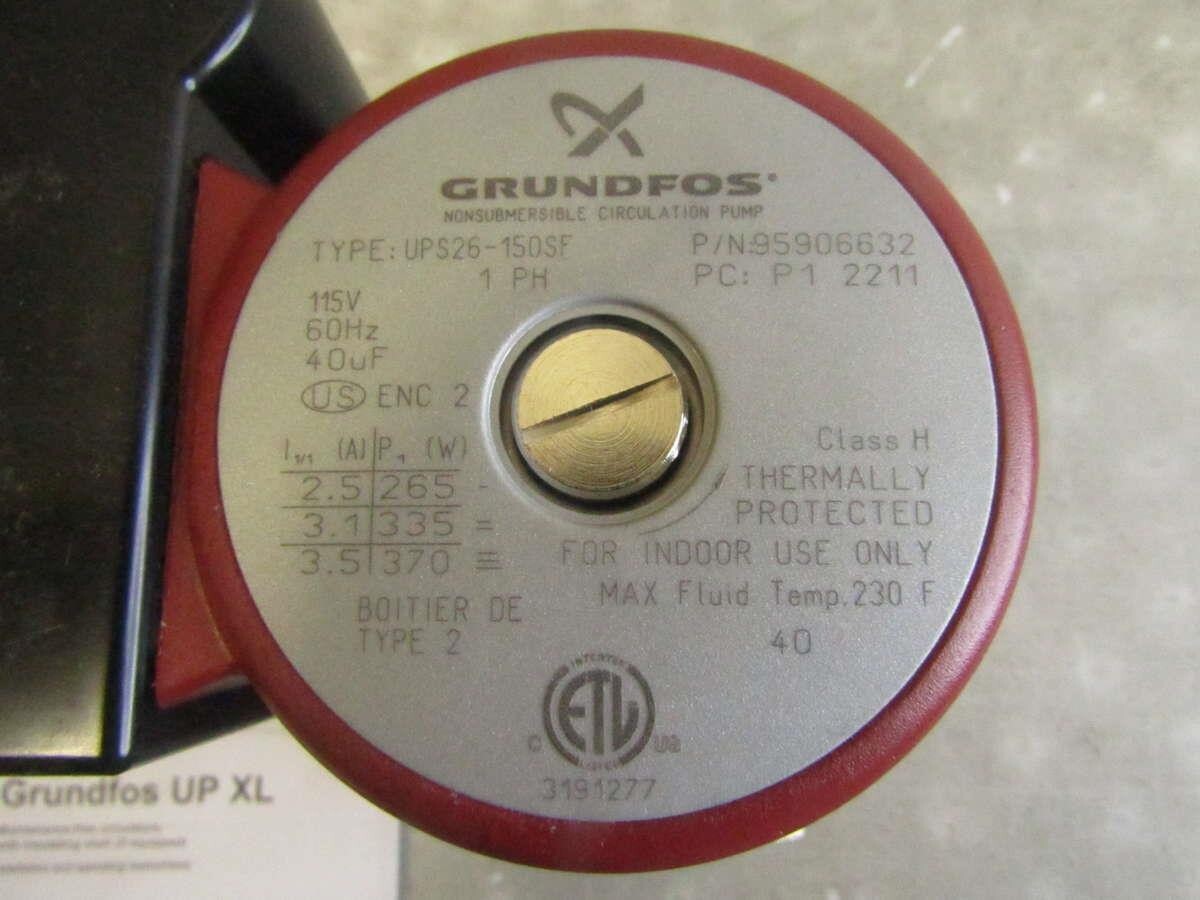 GRUNDFOS
NONSUBMERSIBLE CIRCULATION PUMP
TYPE: UPS26-150SF P/N:95906632
1 PH PC: P1 2211
115V
60Hz
40uF
US ENC 2
I1/1 (A) P1 (W)
2.5 265 -
3.1 335 =
3.5 370 ≡
Class H
THERMALLY
PROTECTED
FOR INDOOR USE ONLY
MAX Fluid Temp.230 F
40
BOITIER DE
TYPE 2
INTERTEK
ETL
LISTED
C US
3191277
Grundfos UP XL